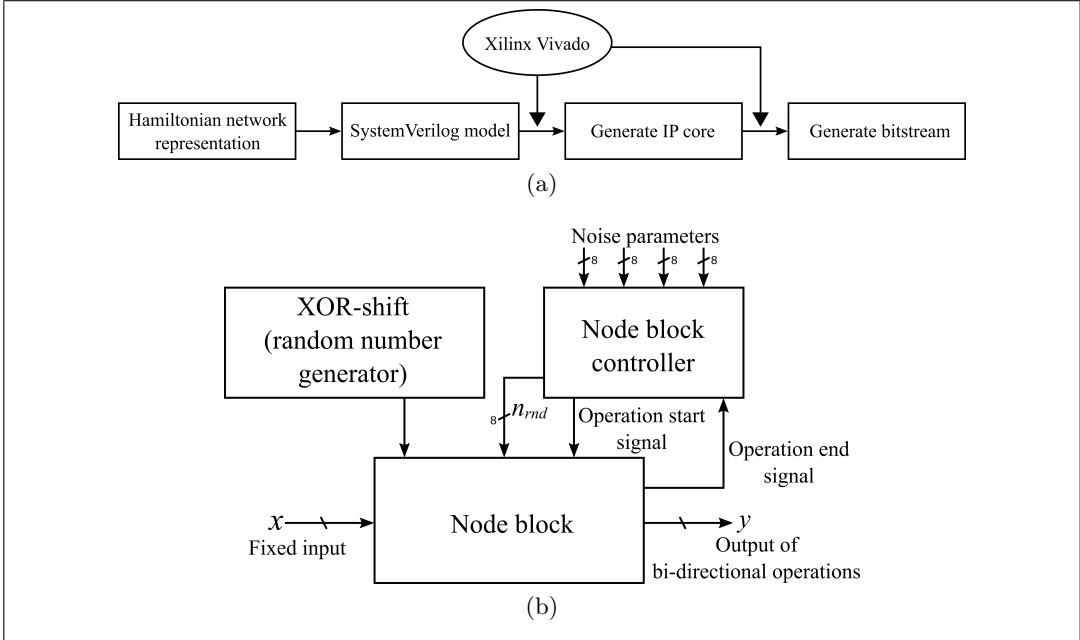 Xilinx Vivado
Hamiltonian network
representation
SystemVerilog model
Generate IP core
Generate bitstream
(a)
Noise parameters
8
8
8
8
XOR-shift
(random number
generator)
Node block
controller
8
n_rnd
Operation start
signal
Operation end
signal
x
Fixed input
Node block
y
Output of
bi-directional operations
(b)